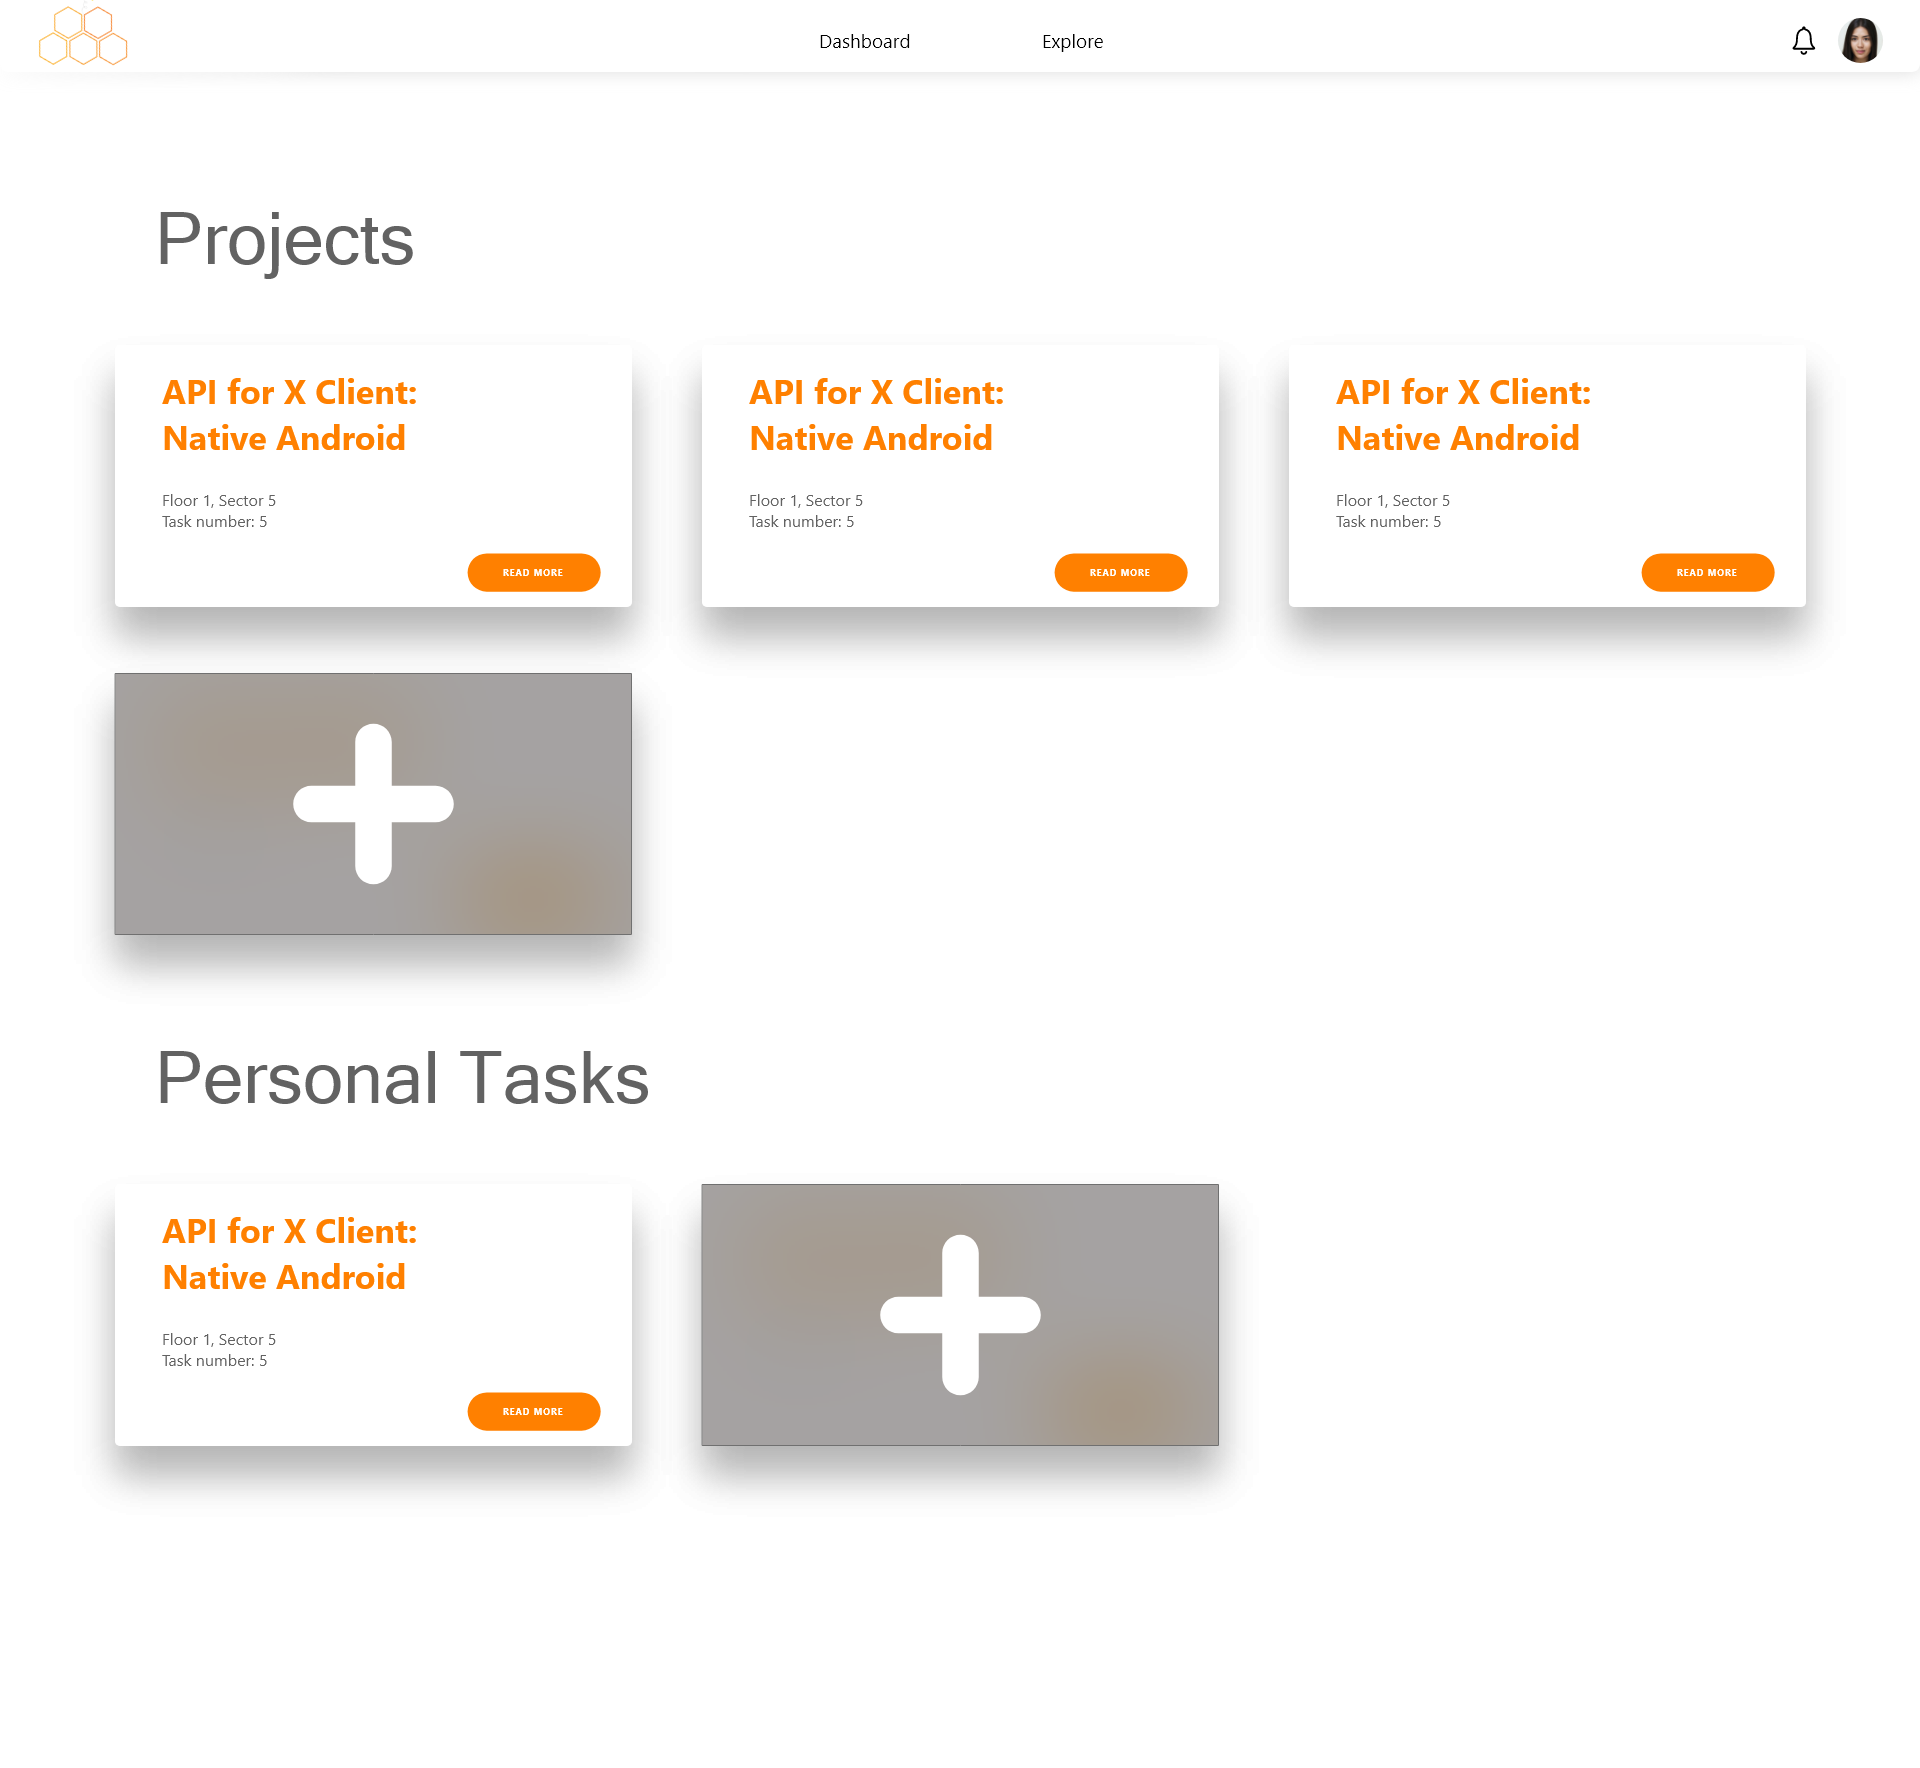 Dashboard
Explore
Projects
API for X Client:
Native Android
Floor 1, Sector 5
Task number: 5
READ MORE
API for X Client:
Native Android
Floor 1, Sector 5
Task number: 5
READ MORE
API for X Client:
Native Android
Floor 1, Sector 5
Task number: 5
READ MORE
Personal Tasks
API for X Client:
Native Android
Floor 1, Sector 5
Task number: 5
READ MORE